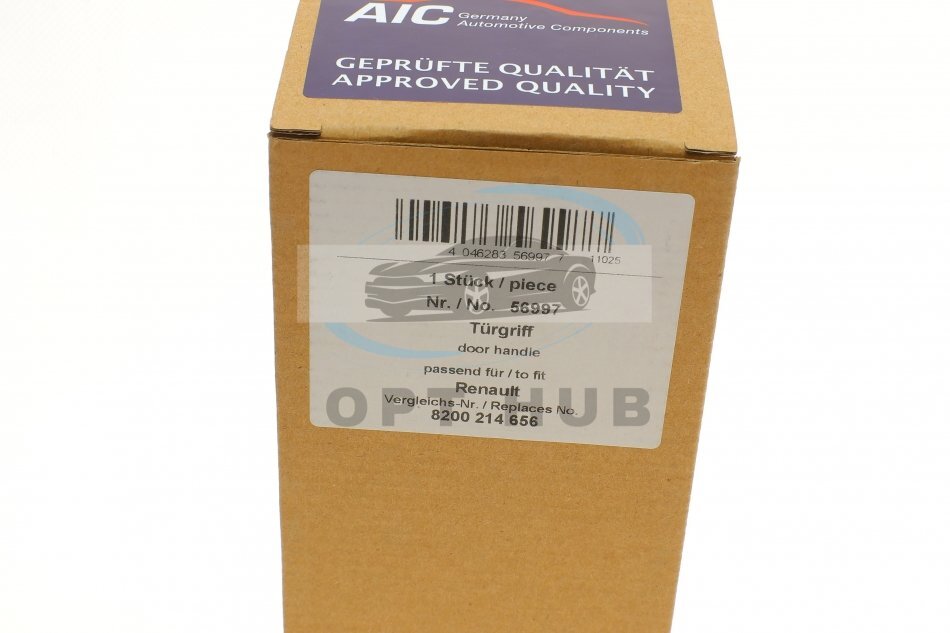 AIC Germany
Automotive Components
GEPRÜFTE QUALITÄT
APPROVED QUALITY
4 046283 56997 7 11025
1 Stück / piece
Nr. / No. 56997
Türgriff
door handle
passend für / to fit
Renault
Vergleichs-Nr. / Replaces No.
OPT HUB
8200 214 656